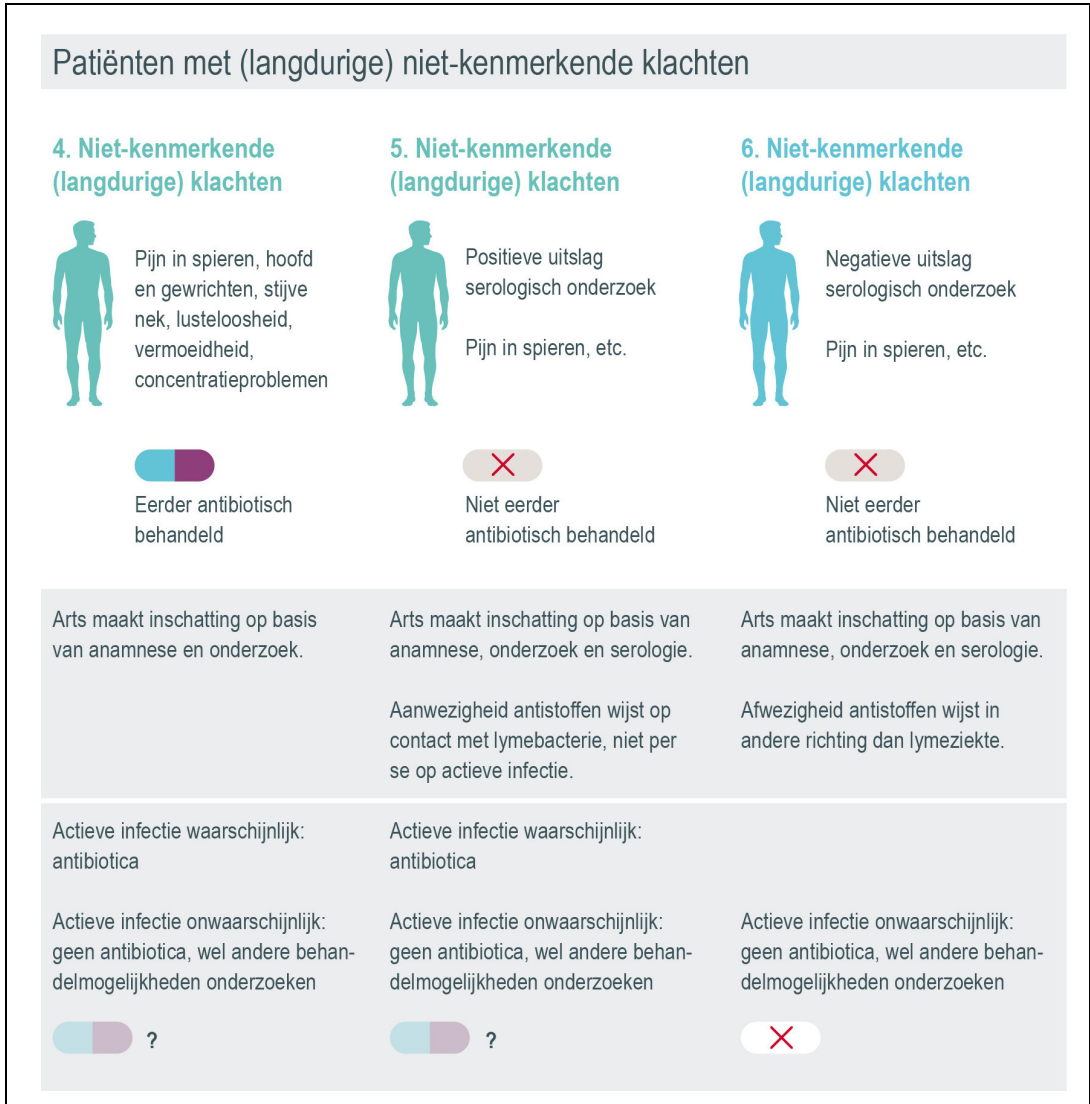 Patiënten met (langdurige) niet-kenmerkende klachten
4. Niet-kenmerkende
(langdurige) klachten
Pijn in spieren, hoofd
en gewrichten, stijve
nek, lusteloosheid,
vermoeidheid,
concentratieproblemen
Eerder antibiotisch
behandeld
5. Niet-kenmerkende
(langdurige) klachten
Positieve uitslag
serologisch onderzoek
Pijn in spieren, etc.
Niet eerder
antibiotisch behandeld
6. Niet-kenmerkende
(langdurige) klachten
Negatieve uitslag
serologisch onderzoek
Pijn in spieren, etc.
Niet eerder
antibiotisch behandeld
Arts maakt inschatting op basis
van anamnese en onderzoek.
Arts maakt inschatting op basis van
anamnese, onderzoek en serologie.
Aanwezigheid antistoffen wijst op
contact met lymebacterie, niet per
se op actieve infectie.
Arts maakt inschatting op basis van
anamnese, onderzoek en serologie.
Afwezigheid antistoffen wijst in
andere richting dan lymeziekte.
Actieve infectie waarschijnlijk:
antibiotica
Actieve infectie onwaarschijnlijk:
geen antibiotica, wel andere behan-
delmogelijkheden onderzoeken
?
Actieve infectie waarschijnlijk:
antibiotica
Actieve infectie onwaarschijnlijk:
geen antibiotica, wel andere behan-
delmogelijkheden onderzoeken
?
Actieve infectie onwaarschijnlijk:
geen antibiotica, wel andere behan-
delmogelijkheden onderzoeken